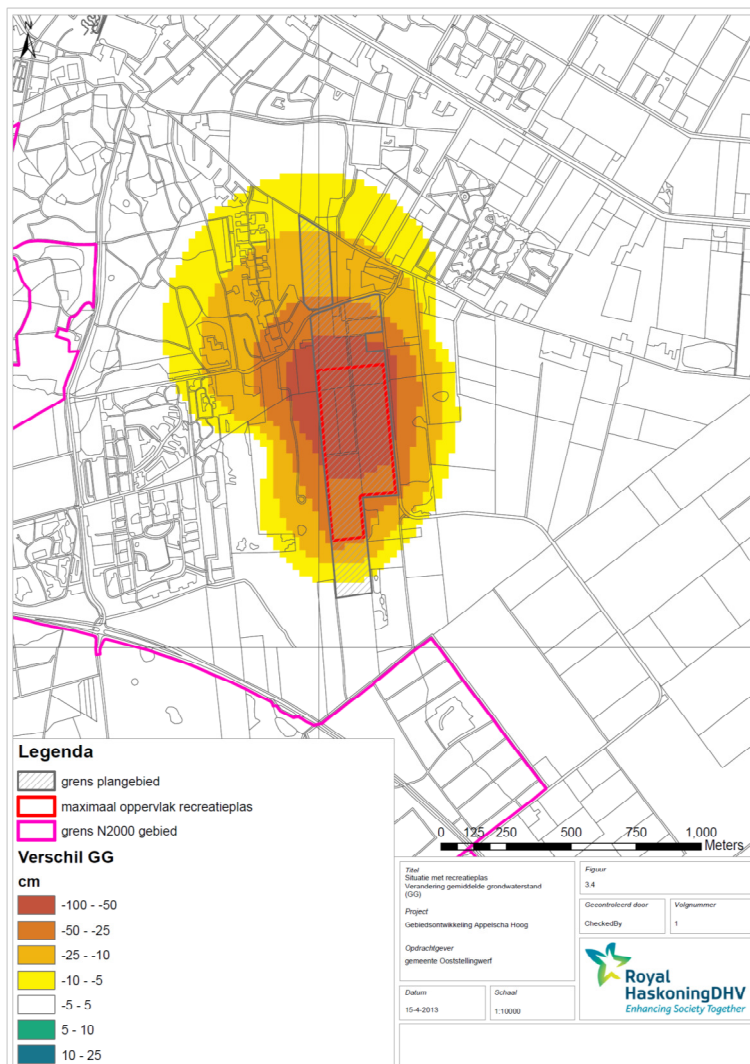 N
Legenda
grens plangebied
maximaal oppervlak recreatieplas
grens N2000 gebied
Verschil GG
cm
-100 - -50
-50 - -25
-25 - -10
-10 - -5
-5 - 5
5 - 10
10 - 25
0 125 250 500 750 1,000
Meters
Titel
Situatie met recreatieplas
Verandering gemiddelde grondwaterstand
(GG)
Project
Gebiedsontwikkeling Appelscha Hoog
Opdrachtgever
gemeente Ooststellingwerf
Datum
15-4-2013
Schaal
1:10000
Figuur
3.4
Gecontroleerd door
CheckedBy
Volgnummer
1
Royal
HaskoningDHV
Enhancing Society Together